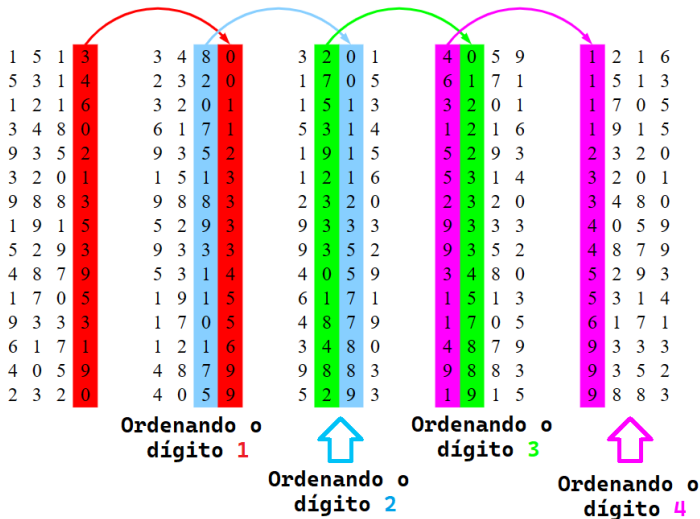 1 5 1 3 3 4 8 0 3 2 0 1 4 0 5 9 1 2 1 6
5 3 1 4 2 3 2 0 1 7 0 5 6 1 7 1 1 5 1 3
1 2 1 6 3 2 0 1 1 5 1 3 3 2 0 1 1 7 0 5
3 4 8 0 6 1 7 1 5 3 1 4 1 2 1 6 1 9 1 5
9 3 5 2 9 3 5 2 1 9 1 5 5 2 9 3 2 3 2 0
3 2 0 1 1 5 1 3 1 2 1 6 5 3 1 4 3 2 0 1
9 8 8 3 9 8 8 3 2 3 2 0 2 3 2 0 3 4 8 0
1 9 1 5 5 2 9 3 9 3 3 3 9 3 3 3 4 0 5 9
5 2 9 3 9 3 3 3 9 3 5 2 9 3 5 2 4 8 7 9
4 8 7 9 5 3 1 4 4 0 5 9 3 4 8 0 5 2 9 3
1 7 0 5 1 9 1 5 6 1 7 1 1 5 1 3 5 3 1 4
9 3 3 3 1 7 0 5 4 8 7 9 1 7 0 5 6 1 7 1
6 1 7 1 1 2 1 6 3 4 8 0 4 8 7 9 9 3 3 3
4 0 5 9 4 8 7 9 9 8 8 3 9 8 8 3 9 3 5 2
2 3 2 0 4 0 5 9 5 2 9 3 1 9 1 5 9 8 8 3
Ordenando o
dígito 1
Ordenando o
dígito 2
Ordenando o
dígito 3
Ordenando o
dígito 4